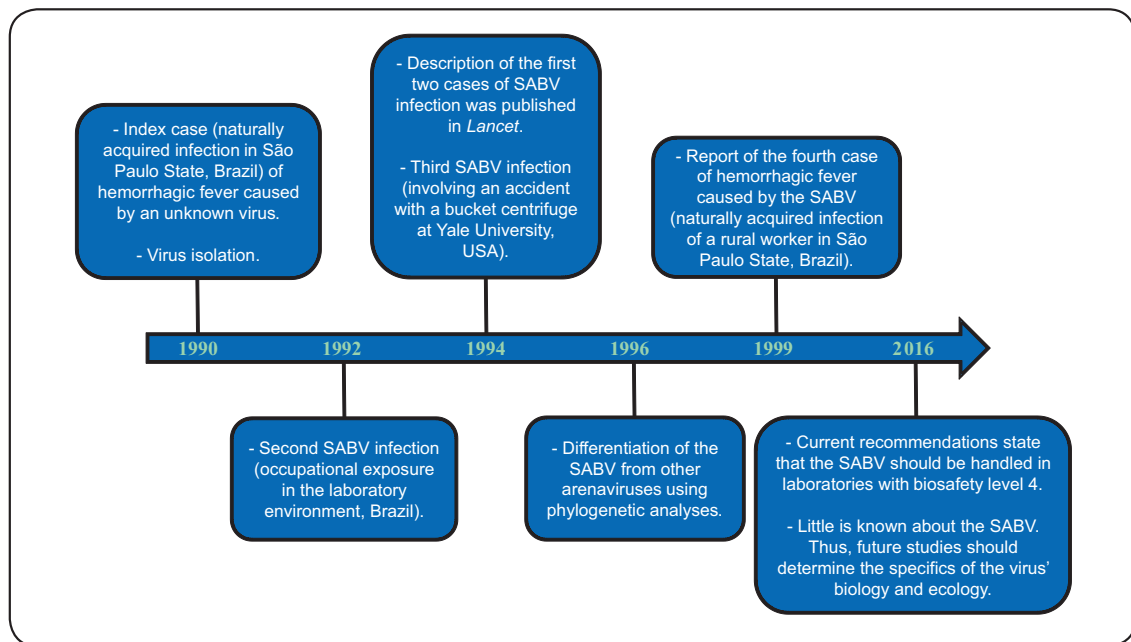 - Index case (naturally
acquired infection in São
Paulo State, Brazil) of
hemorrhagic fever caused
by an unknown virus.
- Virus isolation.
- Description of the first
two cases of SABV
infection was published
in Lancet.
- Third SABV infection
(involving an accident
with a bucket centrifuge
at Yale University,
USA).
- Report of the fourth case
of hemorrhagic fever
caused by the SABV
(naturally acquired infection
of a rural worker in São
Paulo State, Brazil).
1990 1992 1994 1996 1999 2016
- Second SABV infection
(occupational exposure
in the laboratory
environment, Brazil).
- Differentiation of the
SABV from other
arenaviruses using
phylogenetic analyses.
- Current recommendations state
that the SABV should be handled in
laboratories with biosafety level 4.
- Little is known about the SABV.
Thus, future studies should
determine the specifics of the virus’
biology and ecology.